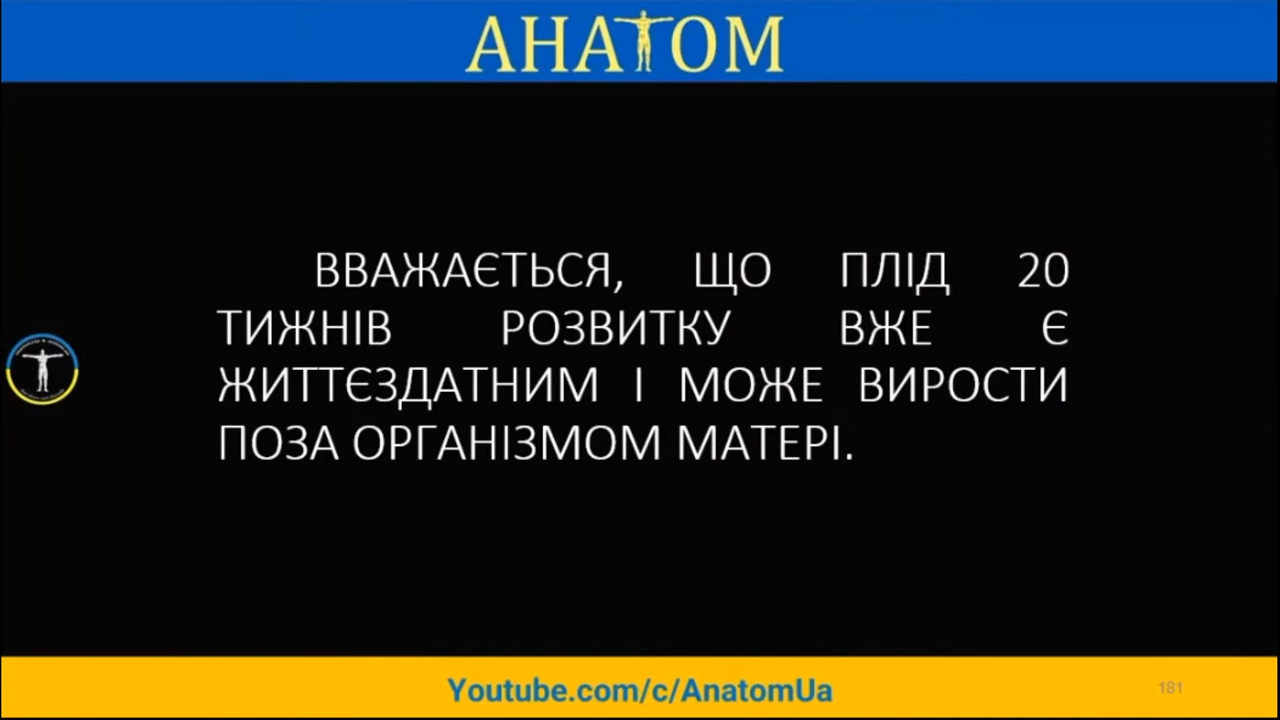 АНАТОМ
ВВАЖАЄТЬСЯ, ЩО ПЛІД 20
ТИЖНІВ РОЗВИТКУ ВЖЕ Є
ЖИТТЄЗДАТНИМ І МОЖЕ ВИРОСТИ
ПОЗА ОРГАНІЗМОМ МАТЕРІ.
Youtube.com/c/AnatomUa
181